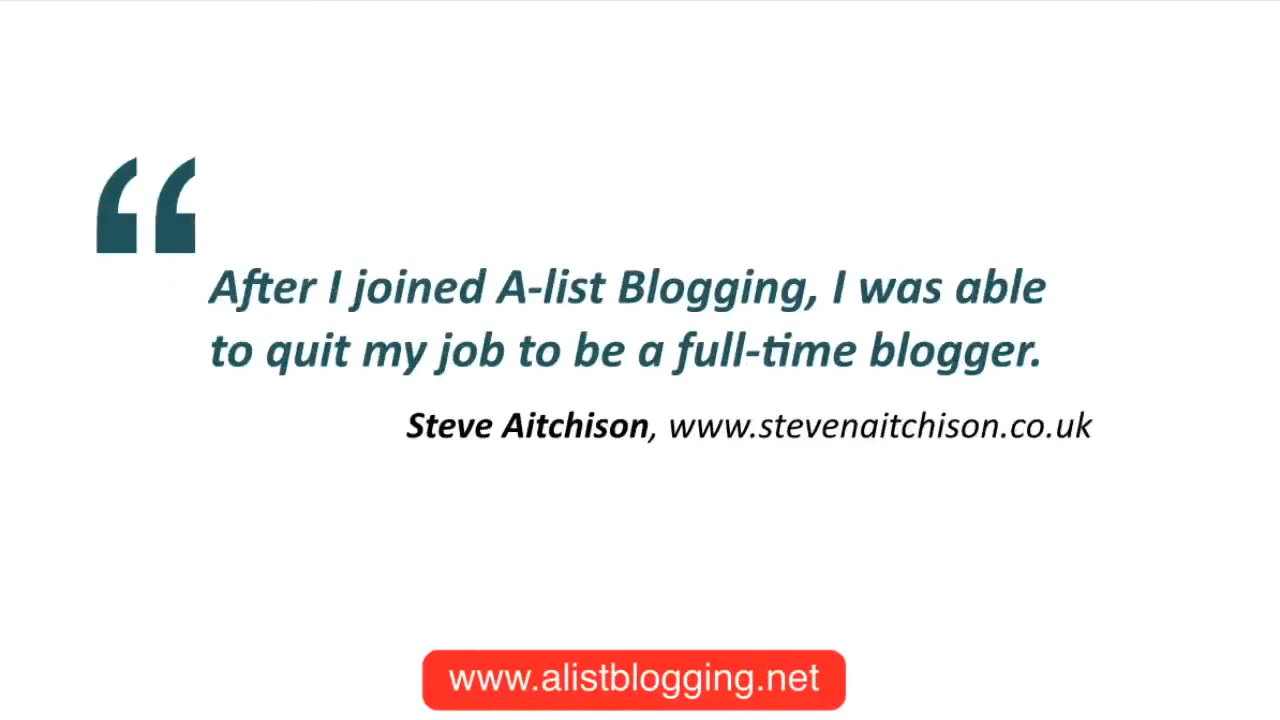 “
After I joined A-list Blogging, I was able
to quit my job to be a full-time blogger.
Steve Aitchison, www.stevenaitchison.co.uk
www.alistblogging.net